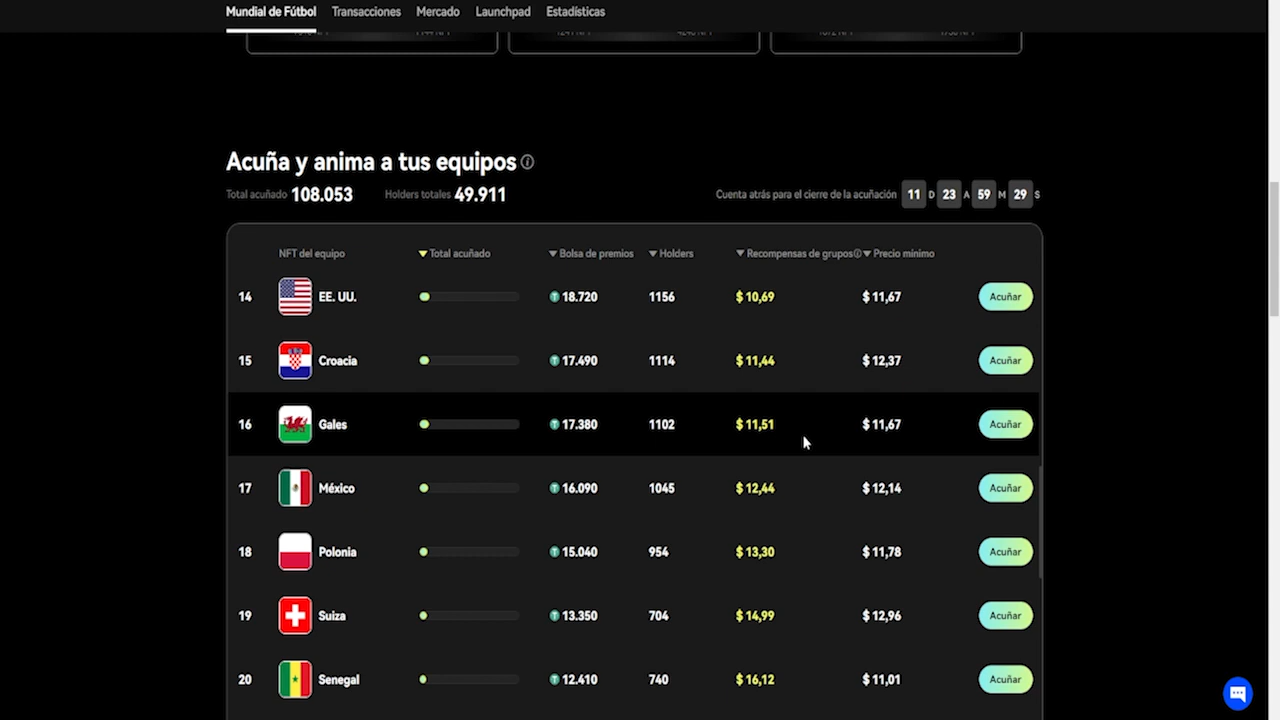 Mundial de Fútbol Transacciones Mercado Launchpad Estadísticas
Acuña y anima a tus equipos
Total acuñado 108.053 Holders totales 49.911 Cuenta atrás para el cierre de la acuñación 11 D 23 A 59 M 29 S
NFT del equipo Total acuñado Bolsa de premios Holders Recompensas de grupos Precio mínimo
14 EE. UU. 18.720 1156 $ 10,69 $ 11,67 Acuñar
15 Croacia 17.490 1114 $ 11,44 $ 12,37 Acuñar
16 Gales 17.380 1102 $ 11,51 $ 11,67 Acuñar
17 México 16.090 1045 $ 12,44 $ 12,14 Acuñar
18 Polonia 15.040 954 $ 13,30 $ 11,78 Acuñar
19 Suiza 13.350 704 $ 14,99 $ 12,96 Acuñar
20 Senegal 12.410 740 $ 16,12 $ 11,01 Acuñar